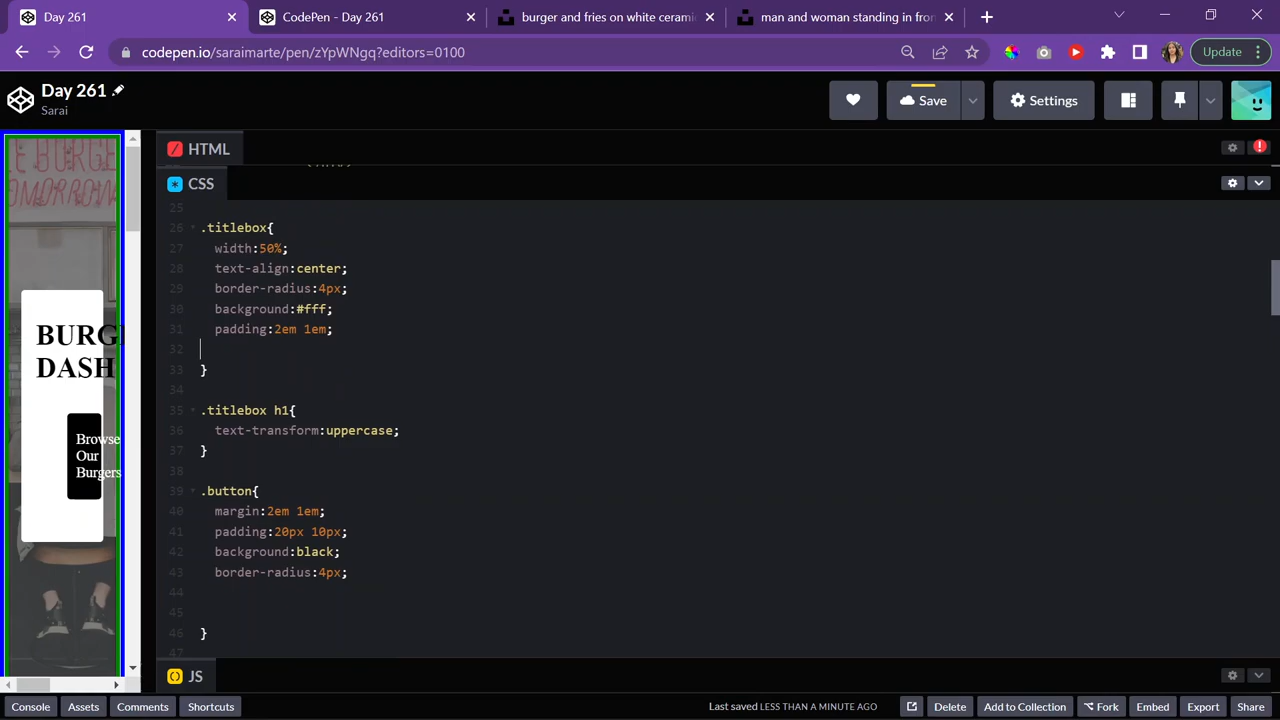 Day 261
CodePen - Day 261
burger and fries on white cerami
man and woman standing in fron
codepen.io/saraimarte/pen/zYpWNgq?editors=0100
Update
Day 261
Sarai
Save
Settings
HTML
CSS
25
26 .titlebox{
27 width:50%;
28 text-align:center;
29 border-radius:4px;
30 background:#fff;
31 padding:2em 1em;
32
33 }
34
35 .titlebox h1{
36 text-transform:uppercase;
37 }
38
39 .button{
40 margin:2em 1em;
41 padding:20px 10px;
42 background:black;
43 border-radius:4px;
44
45
46 }
47
E BURGE
OMORROW
BURG
DASH
Browse
Our
Burgers
JS
Console
Assets
Comments
Shortcuts
Last saved LESS THAN A MINUTE AGO
Delete
Add to Collection
Fork
Embed
Export
Share